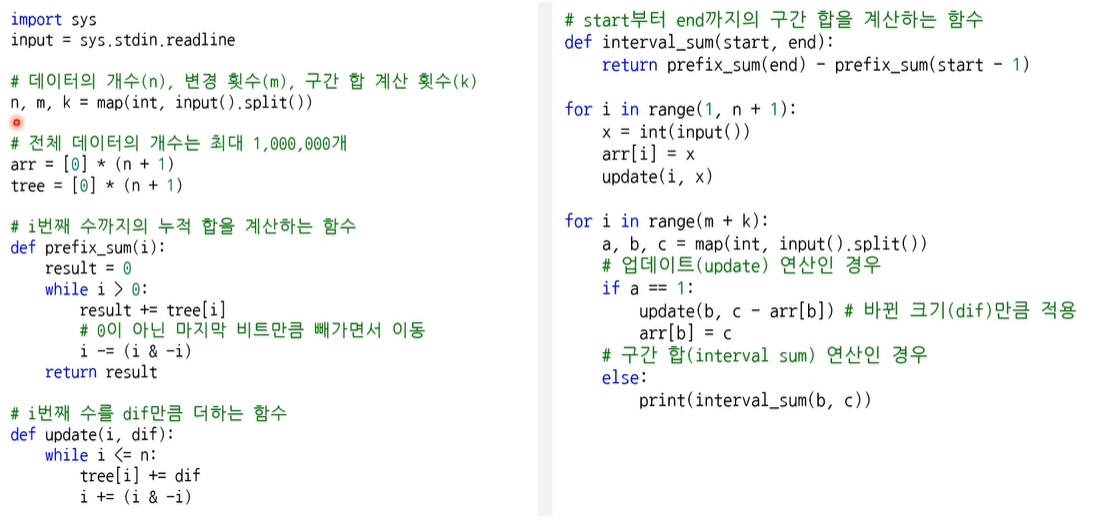 import sys
input = sys.stdin.readline
# 데이터의 개수(n), 변경 횟수(m), 구간 합 계산 횟수(k)
n, m, k = map(int, input().split())
# 전체 데이터의 개수는 최대 1,000,000개
arr = [0] * (n + 1)
tree = [0] * (n + 1)
# i번째 수까지의 누적 합을 계산하는 함수
def prefix_sum(i):
    result = 0
    while i > 0:
        result += tree[i]
        # 0이 아닌 마지막 비트만큼 빼가면서 이동
        i -= (i & -i)
    return result
# i번째 수를 dif만큼 더하는 함수
def update(i, dif):
    while i <= n:
        tree[i] += dif
        i += (i & -i)
# start부터 end까지의 구간 합을 계산하는 함수
def interval_sum(start, end):
    return prefix_sum(end) - prefix_sum(start - 1)
for i in range(1, n + 1):
    x = int(input())
    arr[i] = x
    update(i, x)
for i in range(m + k):
    a, b, c = map(int, input().split())
    # 업데이트(update) 연산인 경우
    if a == 1:
        update(b, c - arr[b]) # 바뀐 크기(dif)만큼 적용
        arr[b] = c
    # 구간 합(interval sum) 연산인 경우
    else:
        print(interval_sum(b, c))